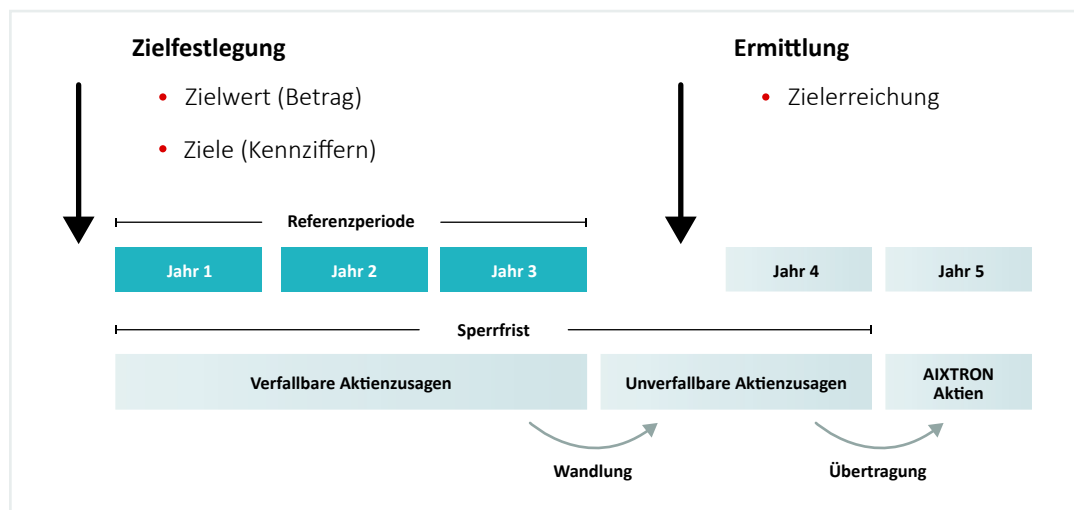 Zielfestlegung
• Zielwert (Betrag)
• Ziele (Kennziffern)
Ermittlung
• Zielerreichung
Referenzperiode
Jahr 1
Jahr 2
Jahr 3
Jahr 4
Jahr 5
Sperrfrist
Verfallbare Aktienzusagen
Unverfallbare Aktienzusagen
AIXTRON
Aktien
Wandlung
Übertragung